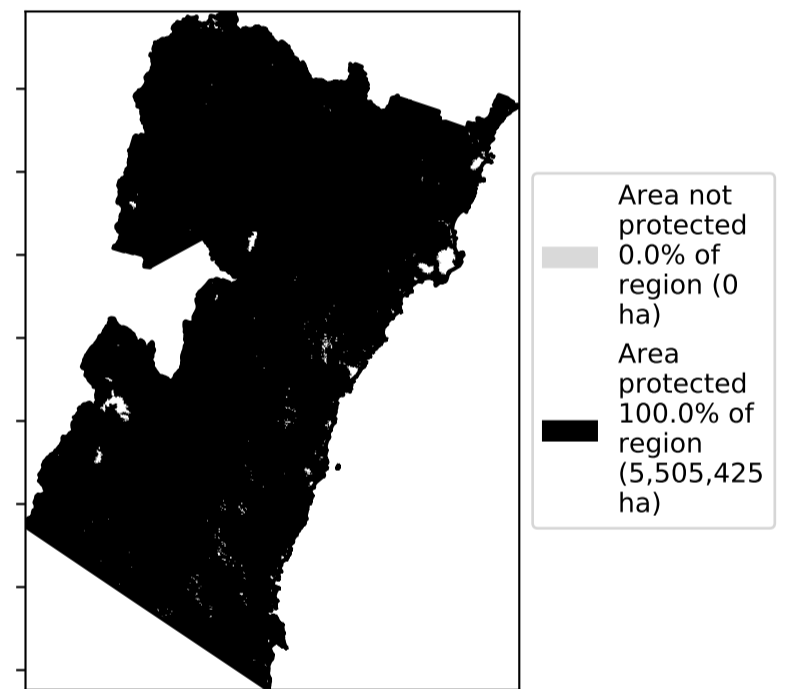 Area not
protected
0.0% of
region (0
ha)
Area
protected
100.0% of
region
(5,505,425
ha)